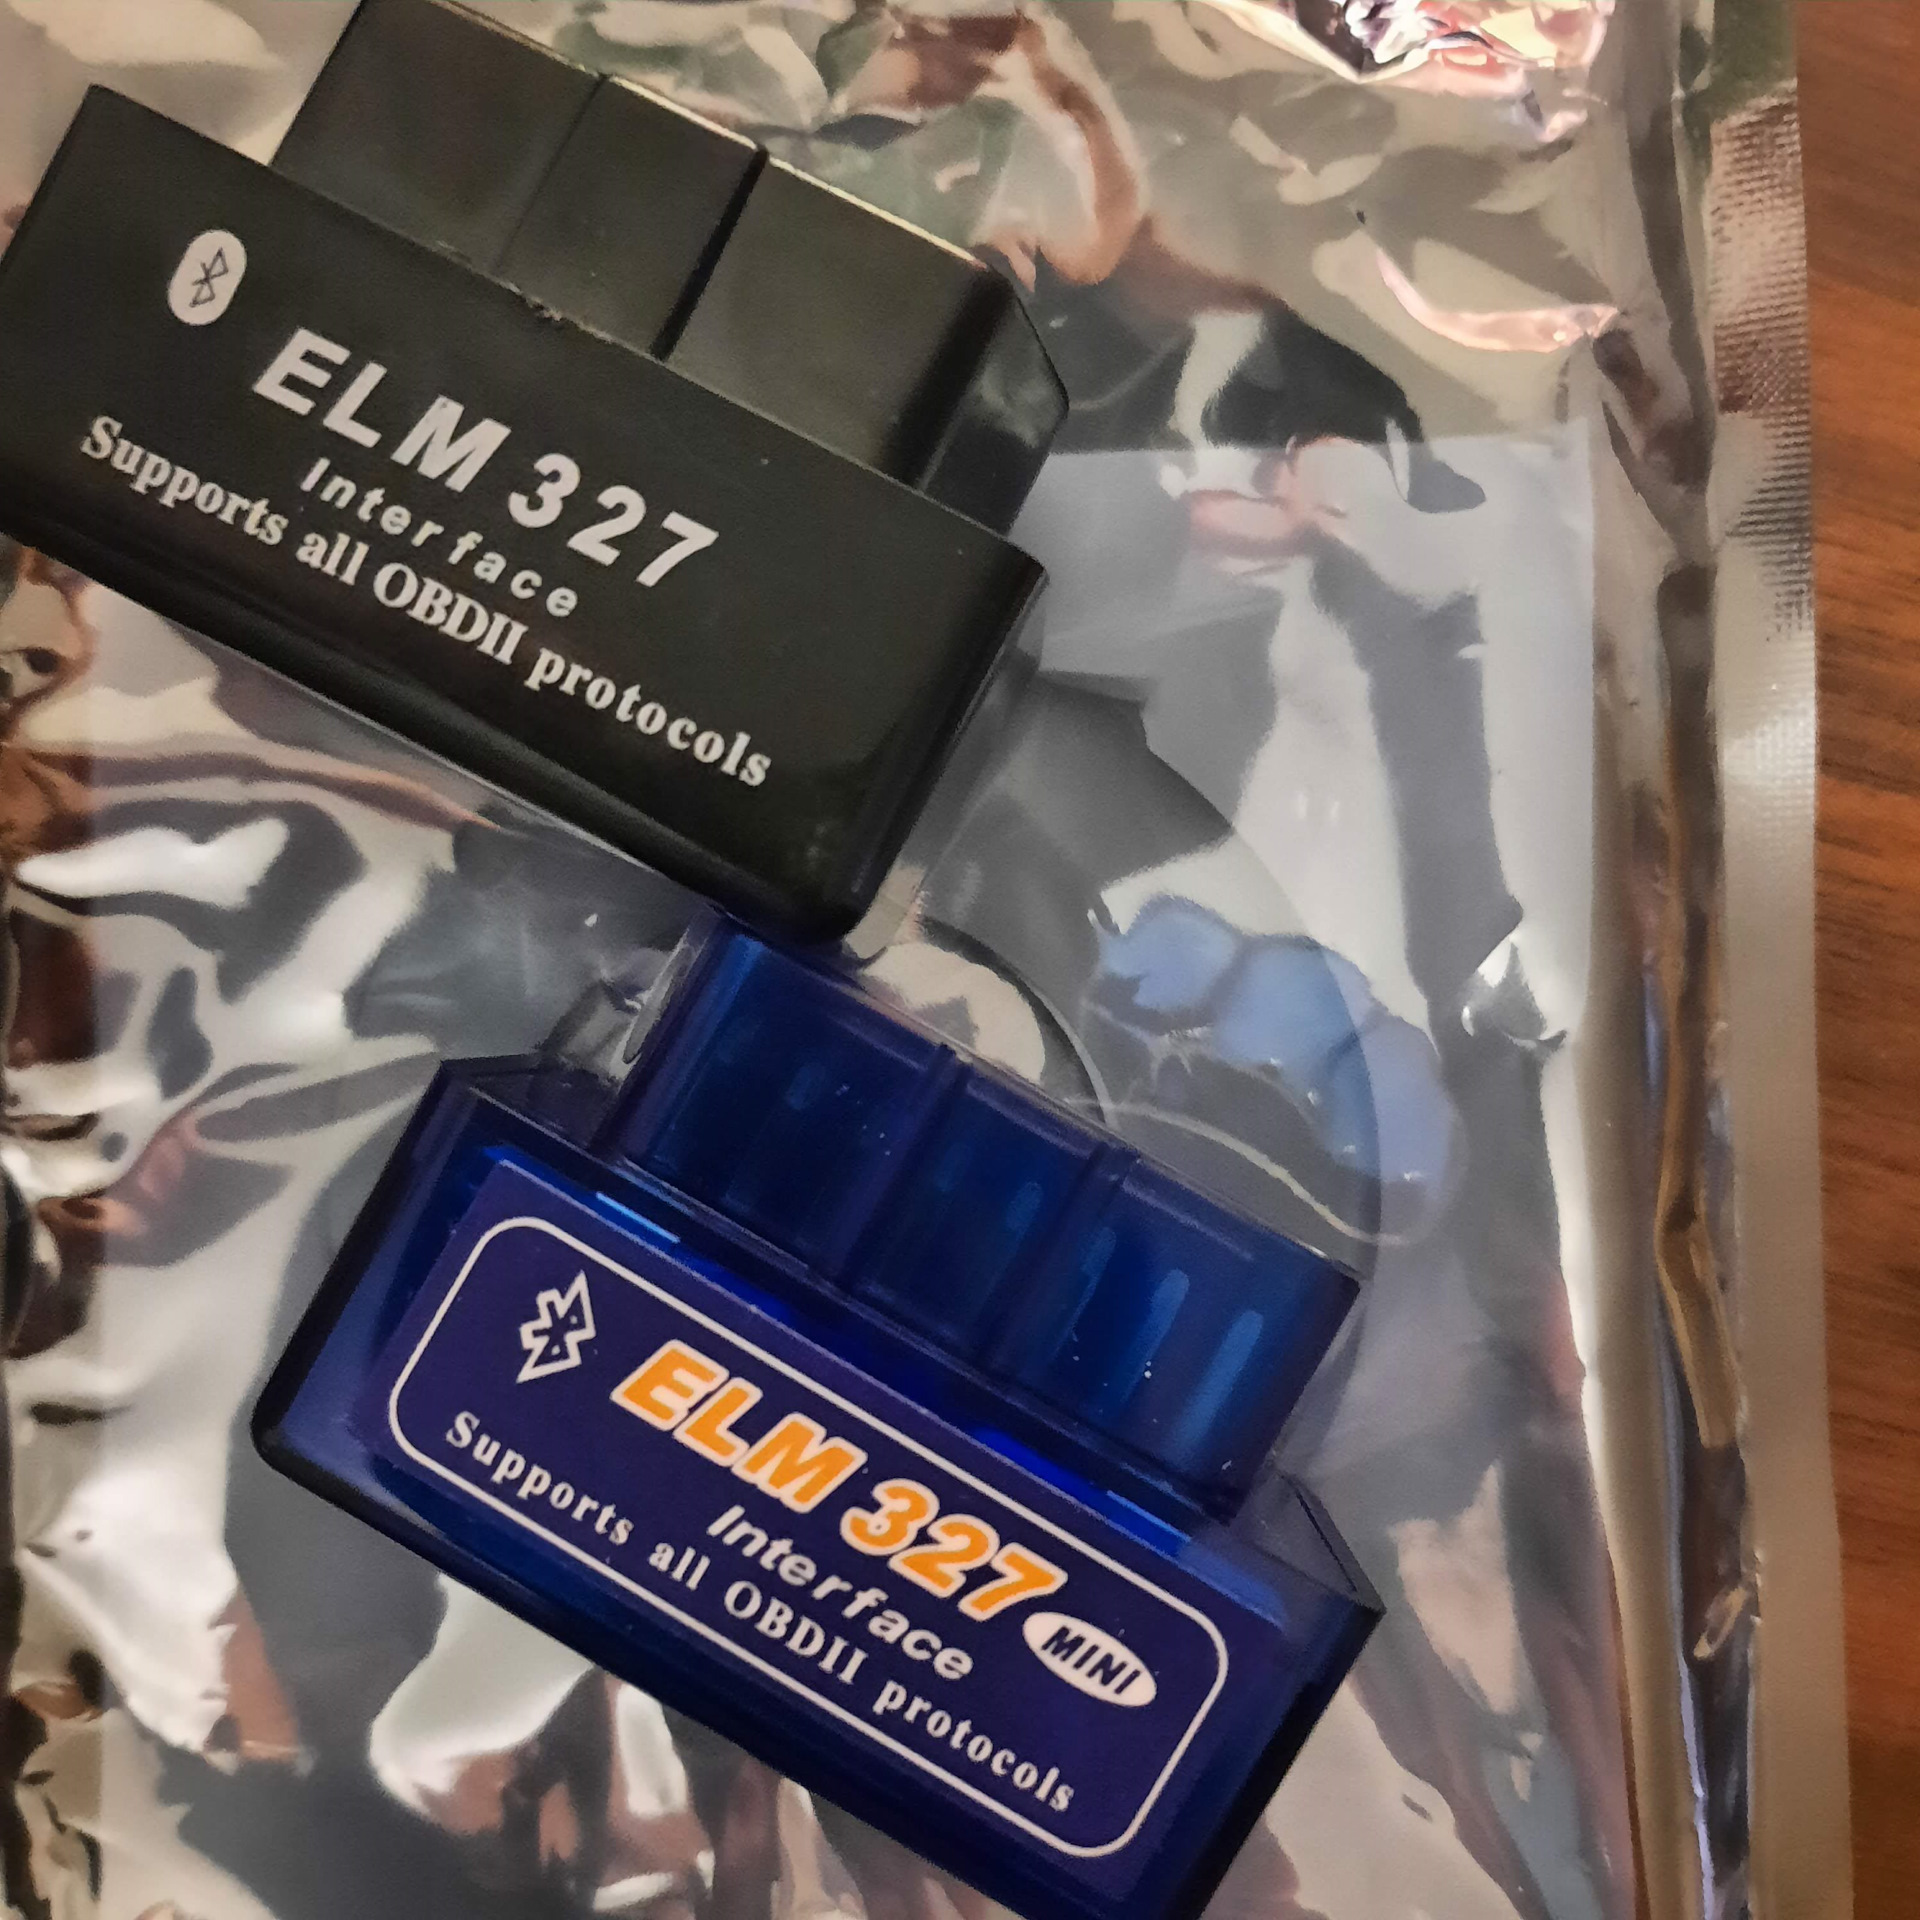 ELM 327
Interface
Supports all OBDII protocols
ELM 327
Interface MINI
Supports all OBDII protocols